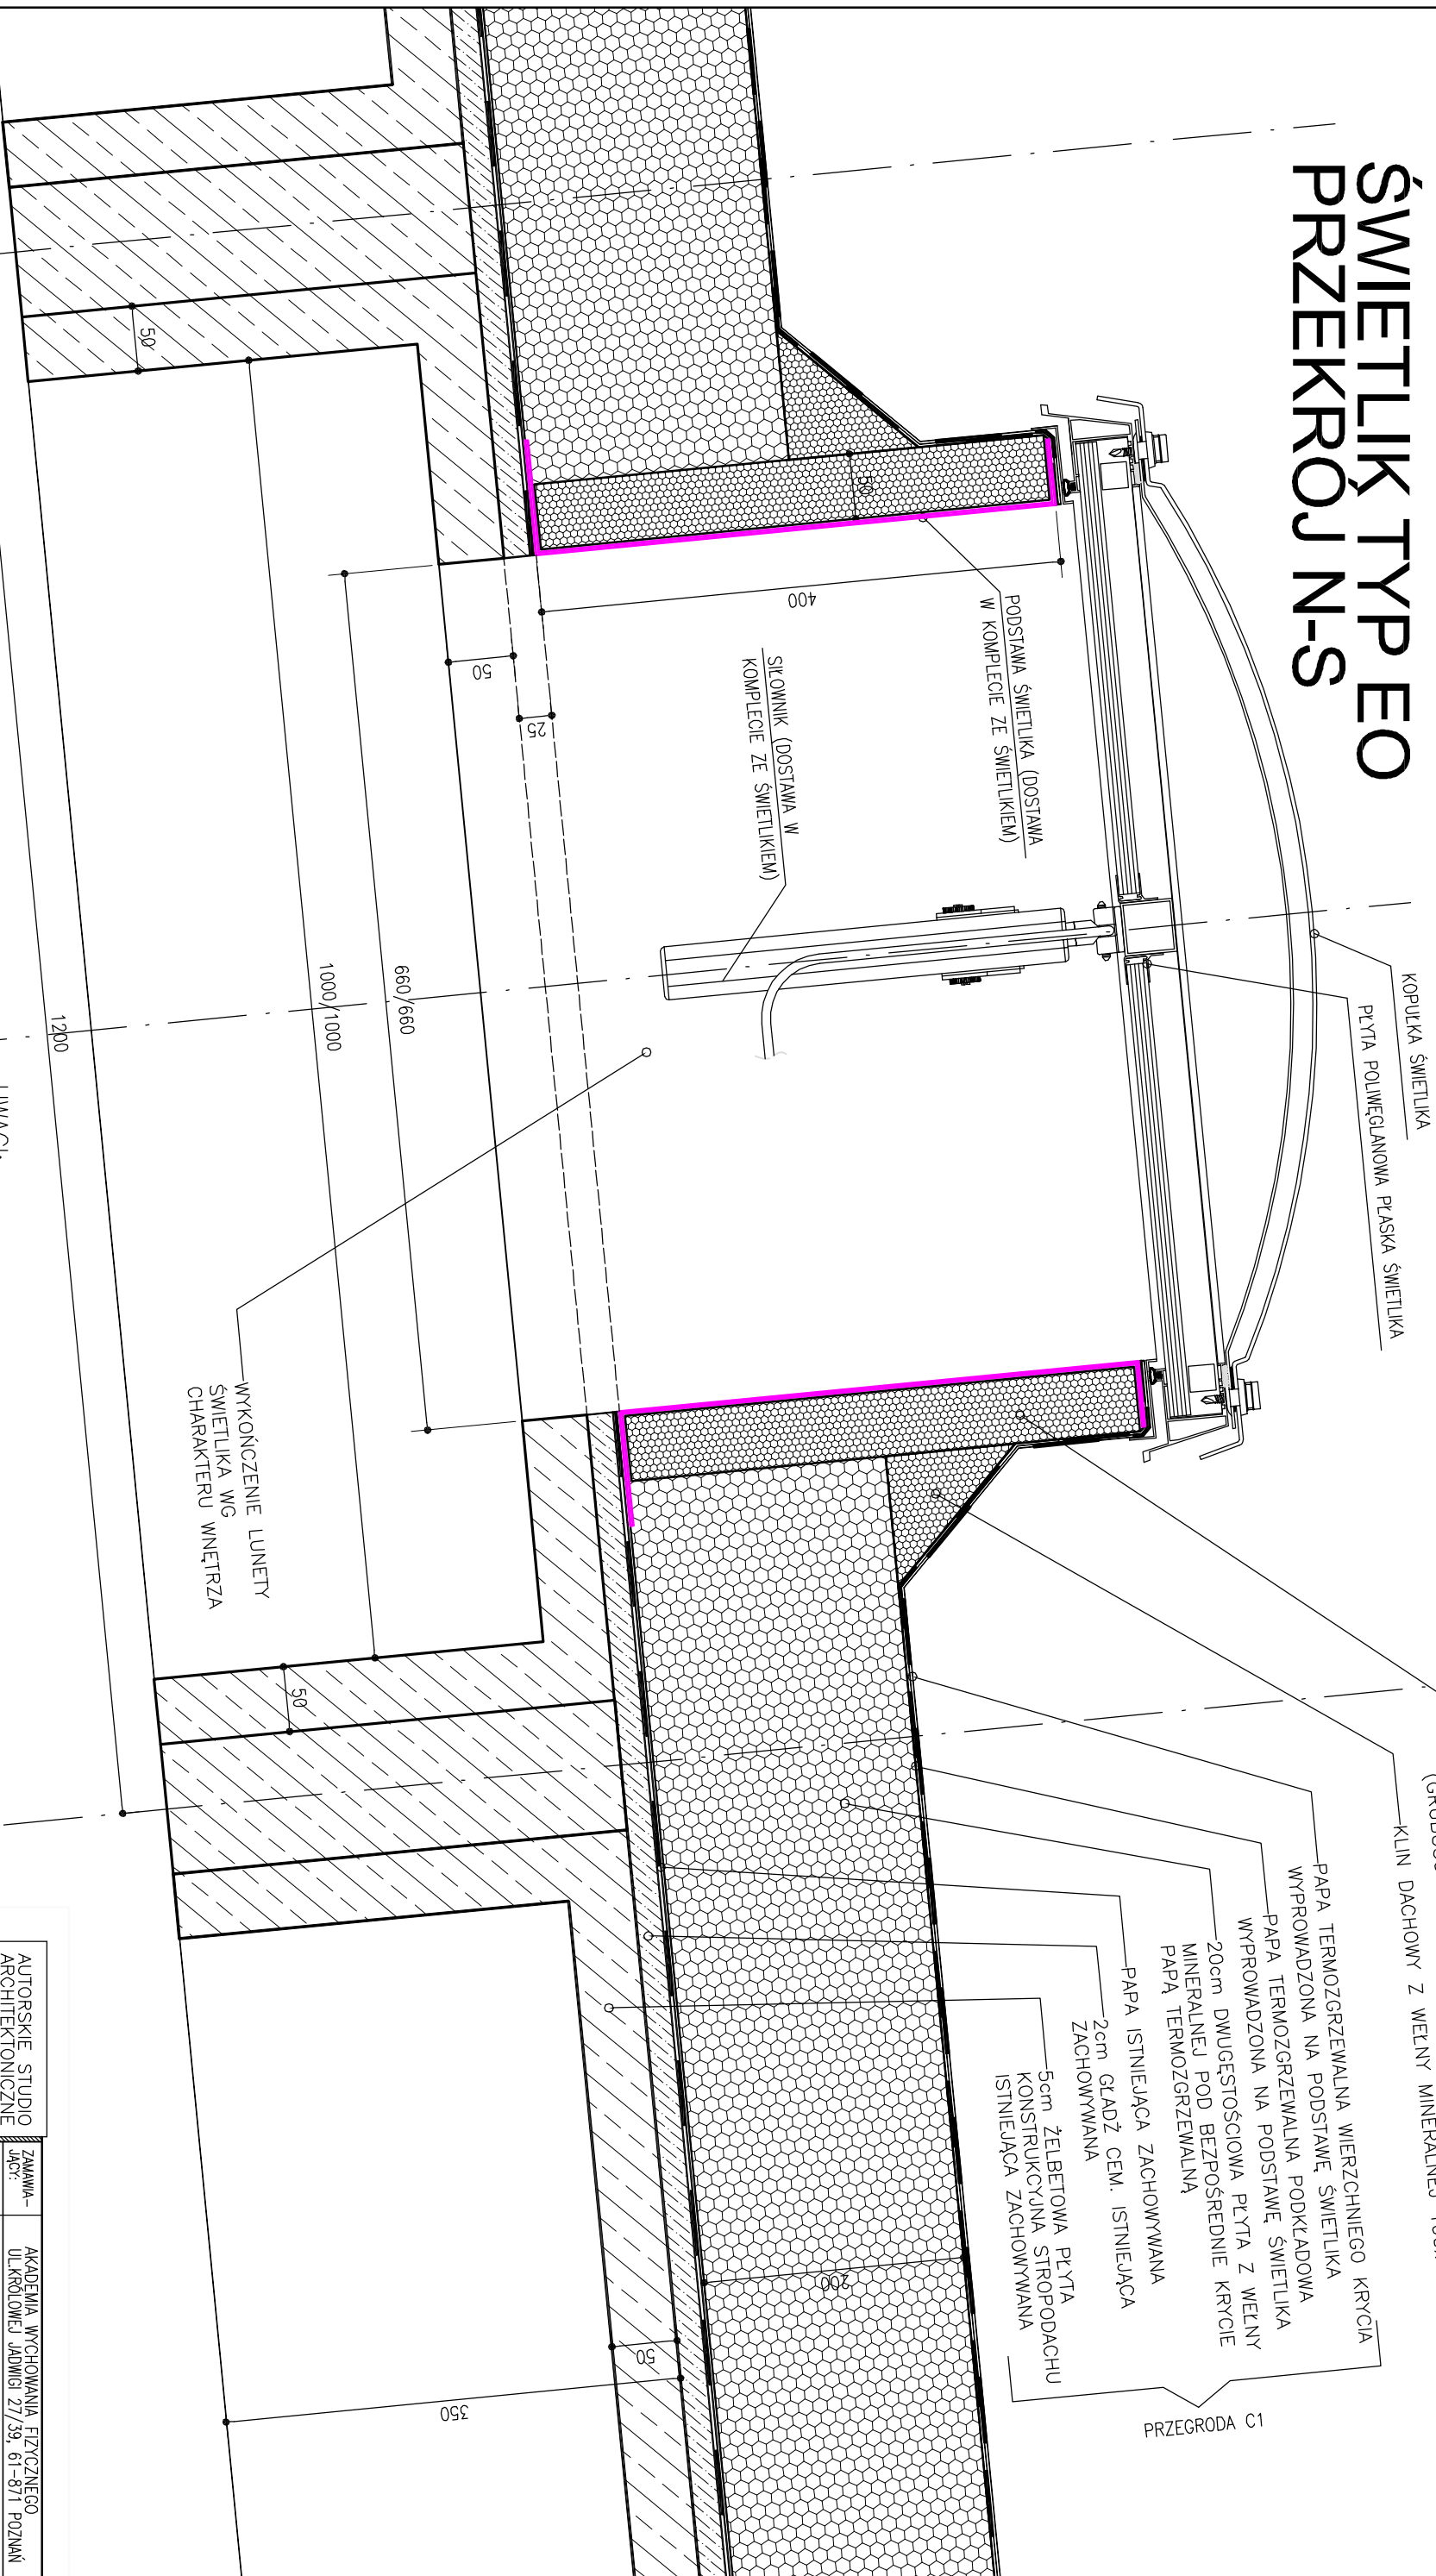 ŚWIETLIK TYP EO
PRZEKRÓJ N-S
KOPUŁKA ŚWIETLIKA
PŁYTA POLIWĘGLANOWA PŁASKA ŚWIETLIKA
PODSTAWA ŚWIETLIKA (DOSTAWA
W KOMPLECIE ZE ŚWIETLIKIEM)
SIŁOWNIK (DOSTAWA W
KOMPLECIE ZE ŚWIETLIKIEM)
50
400
50
25
50
660/660
1000/1000
1200
WYKOŃCZENIE LUNETY
ŚWIETLIKA WG
CHARAKTERU WNĘTRZA
50
KLIN DACHOWY Z WEŁNY MINERALNEJ
PAPA TERMOZGRZEWALNA WIERZCHNIEGO KRYCIA
WYPROWADZONA NA PODSTAWĘ ŚWIETLIKA
PAPA TERMOZGRZEWALNA PODKŁADOWA
WYPROWADZONA NA PODSTAWĘ ŚWIETLIKA
20cm DWUGĘSTOŚCIOWA PŁYTA Z WEŁNY
MINERALNEJ POD BEZPOŚREDNIE KRYCIE
PAPĄ TERMOZGRZEWALNĄ
PAPA ISTNIEJĄCA ZACHOWYWANA
2cm GŁADŹ CEM. ISTNIEJĄCA
ZACHOWYWANA
5cm ŻELBETOWA PŁYTA
KONSTRUKCYJNA STROPODACHU
ISTNIEJĄCA ZACHOWYWANA
PRZEGRODA C1
200
50
350
AUTORSKIE STUDIO
ARCHITEKTONICZNE
ZAMAWIA-
JĄCY:
AKADEMIA WYCHOWANIA FIZYCZNEGO
UL.KRÓLOWEJ JADWIGI 27/39, 61-871 POZNAŃ